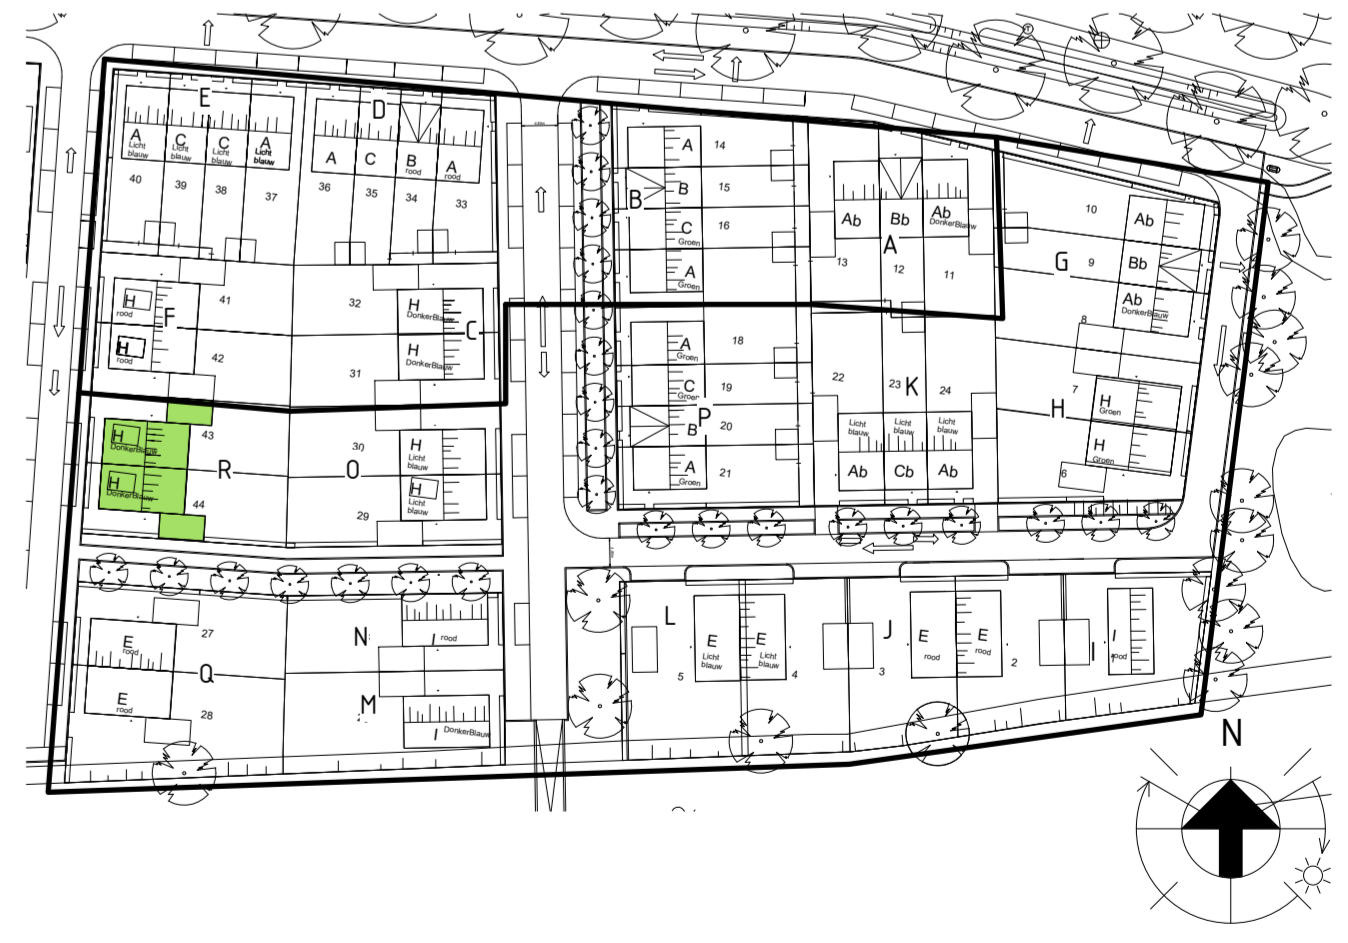 E
D
A
Licht
blauw
C
Licht
blauw
C
Licht
blauw
A
Licht
blauw
A
C
B
rood
A
rood
40
39
38
37
36
35
34
33
B
A
14
B
15
C
Groen
16
A
Groen
Ab
Bb
Ab
DonkerBlauw
A
13
12
11
10
G
9
Ab
Bb
Ab
DonkerBlauw
8
F
H
rood
H
rood
41
42
32
31
H
DonkerBlauw
H
DonkerBlauw
C
A
Groen
18
C
Groen
19
P
B
20
A
Groen
21
22
23
K
24
Licht
blauw
Licht
blauw
Licht
blauw
Ab
Cb
Ab
7
H
H
Groen
H
Groen
6
H
DonkerBlauw
H
DonkerBlauw
43
R
44
30
O
29
H
Licht
blauw
H
Licht
blauw
27
Q
28
E
rood
E
rood
N
I rood
M
I DonkerBlauw
L
E
Licht
blauw
E
Licht
blauw
5
4
J
E
rood
E
rood
3
2
I
I
rood
1
N